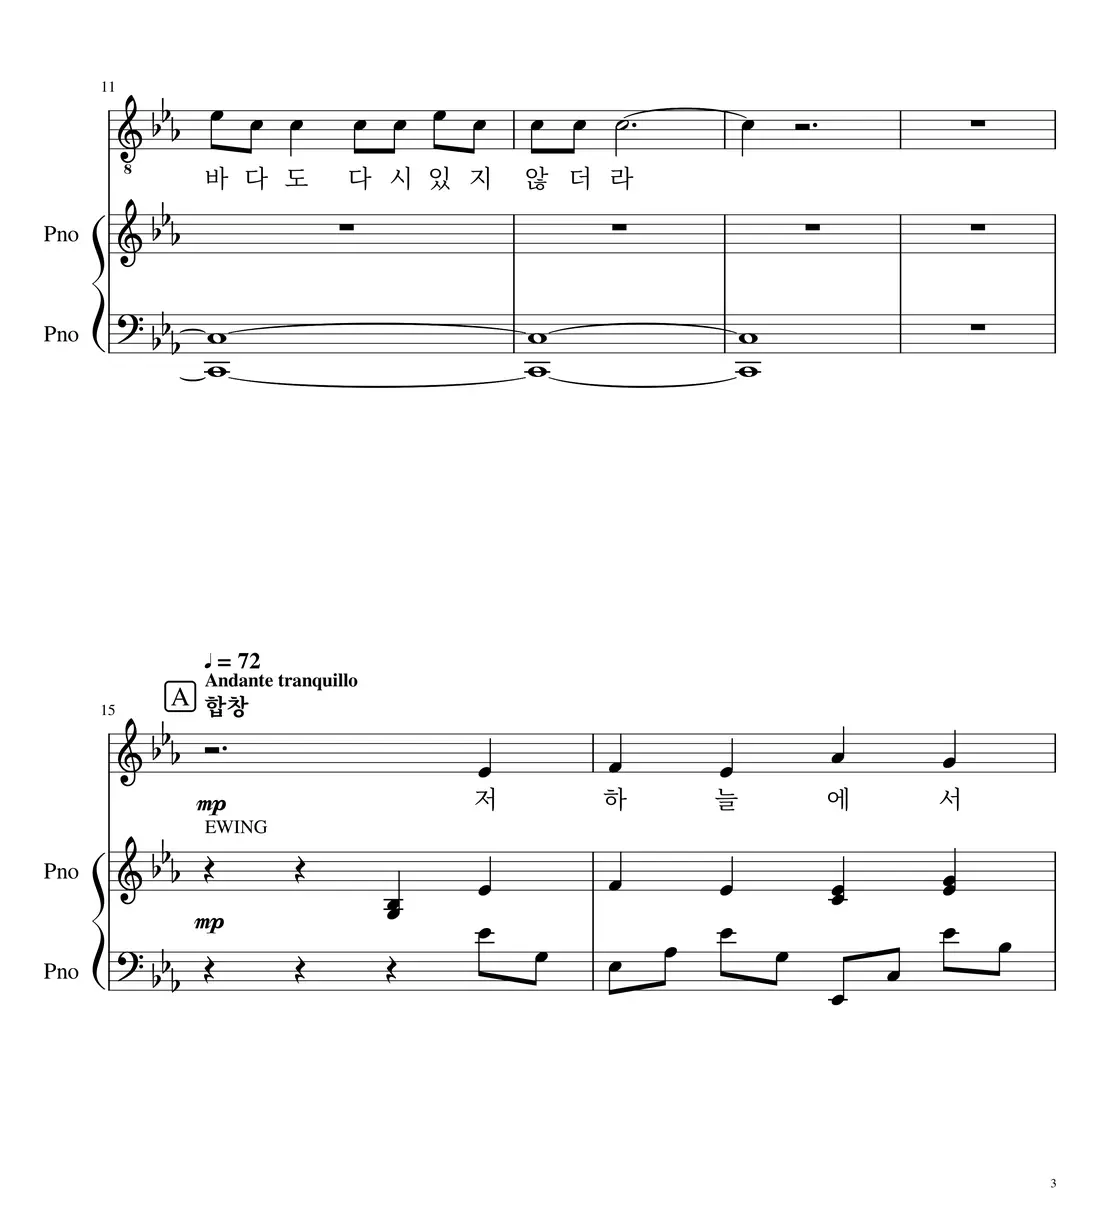 11
8
바 다 도 다 시 있 지 않 더 라
Pno
Pno
♩ = 72
Andante tranquillo
A 합창
15
저 하 늘 에 서
mp
EWING
Pno
mp
Pno
3